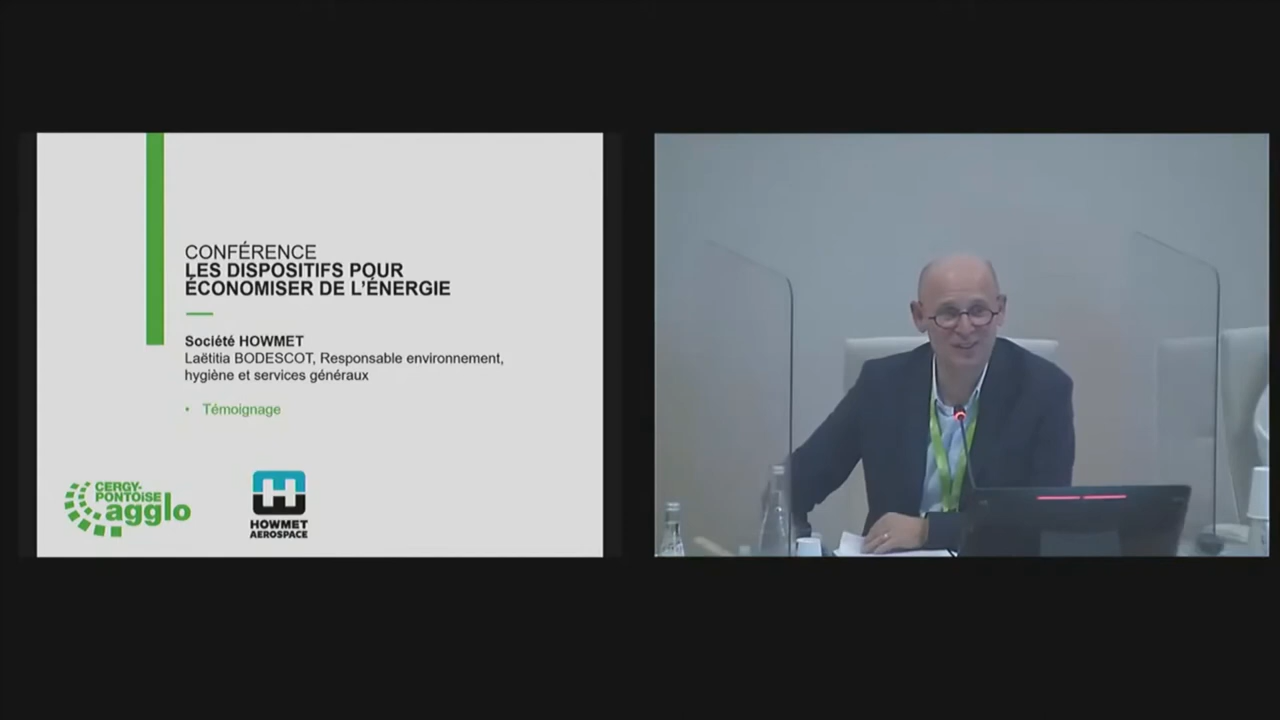 CONFÉRENCE
LES DISPOSITIFS POUR
ÉCONOMISER DE L'ÉNERGIE
Société HOWMET
Laëtitia BODESCOT, Responsable environnement,
hygiène et services généraux
• Témoignage
CERGY-
PONTOISE
agglo
HOWMET
AEROSPACE